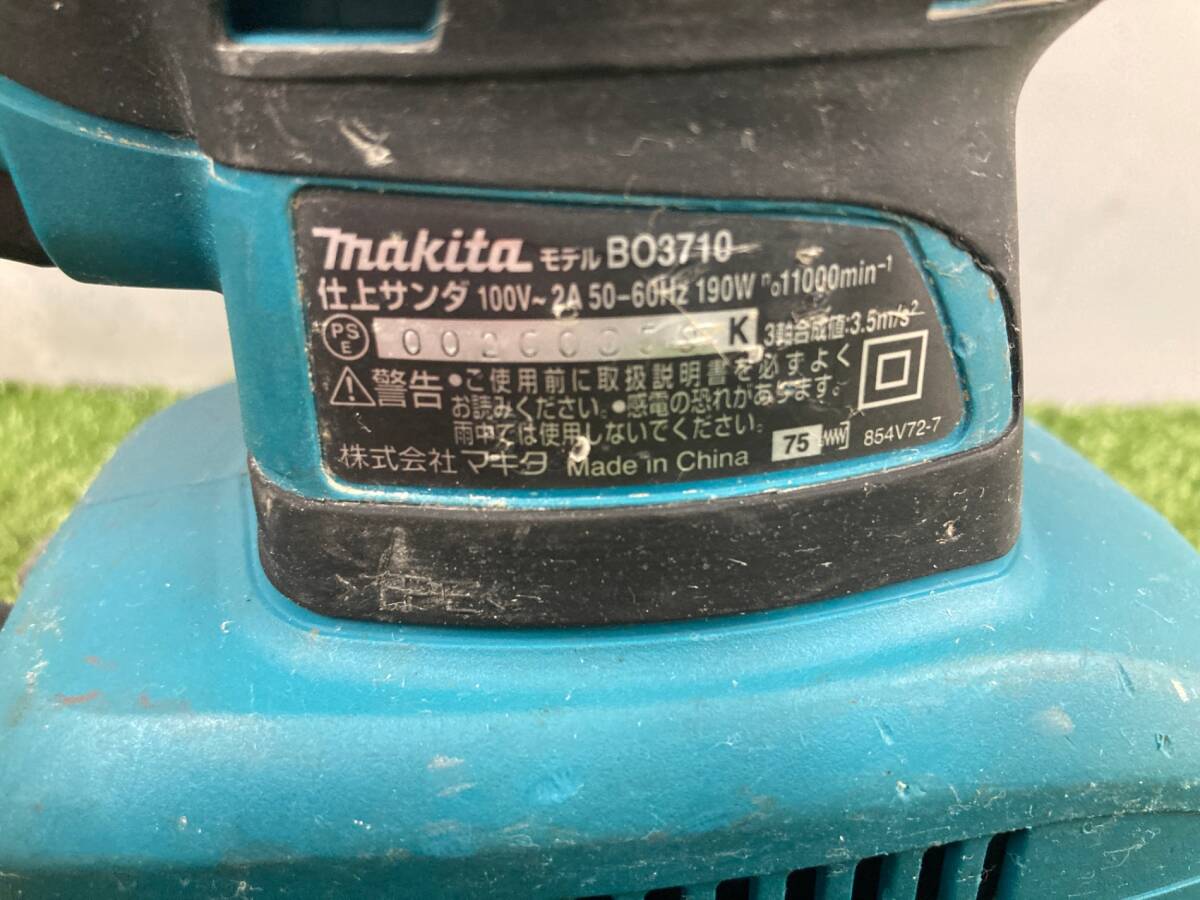 makita モデル BO3710
仕上サンダ 100V~2A 50-60Hz 190W n₀11000min⁻¹
PS E K 3軸合成値:3.5m/s²
警告 •ご使用前に取扱説明書を必ずよく
お読みください。•感電の恐れがあります。
雨中では使用しないでください。
75 854V72-7
株式会社 マキタ Made in China